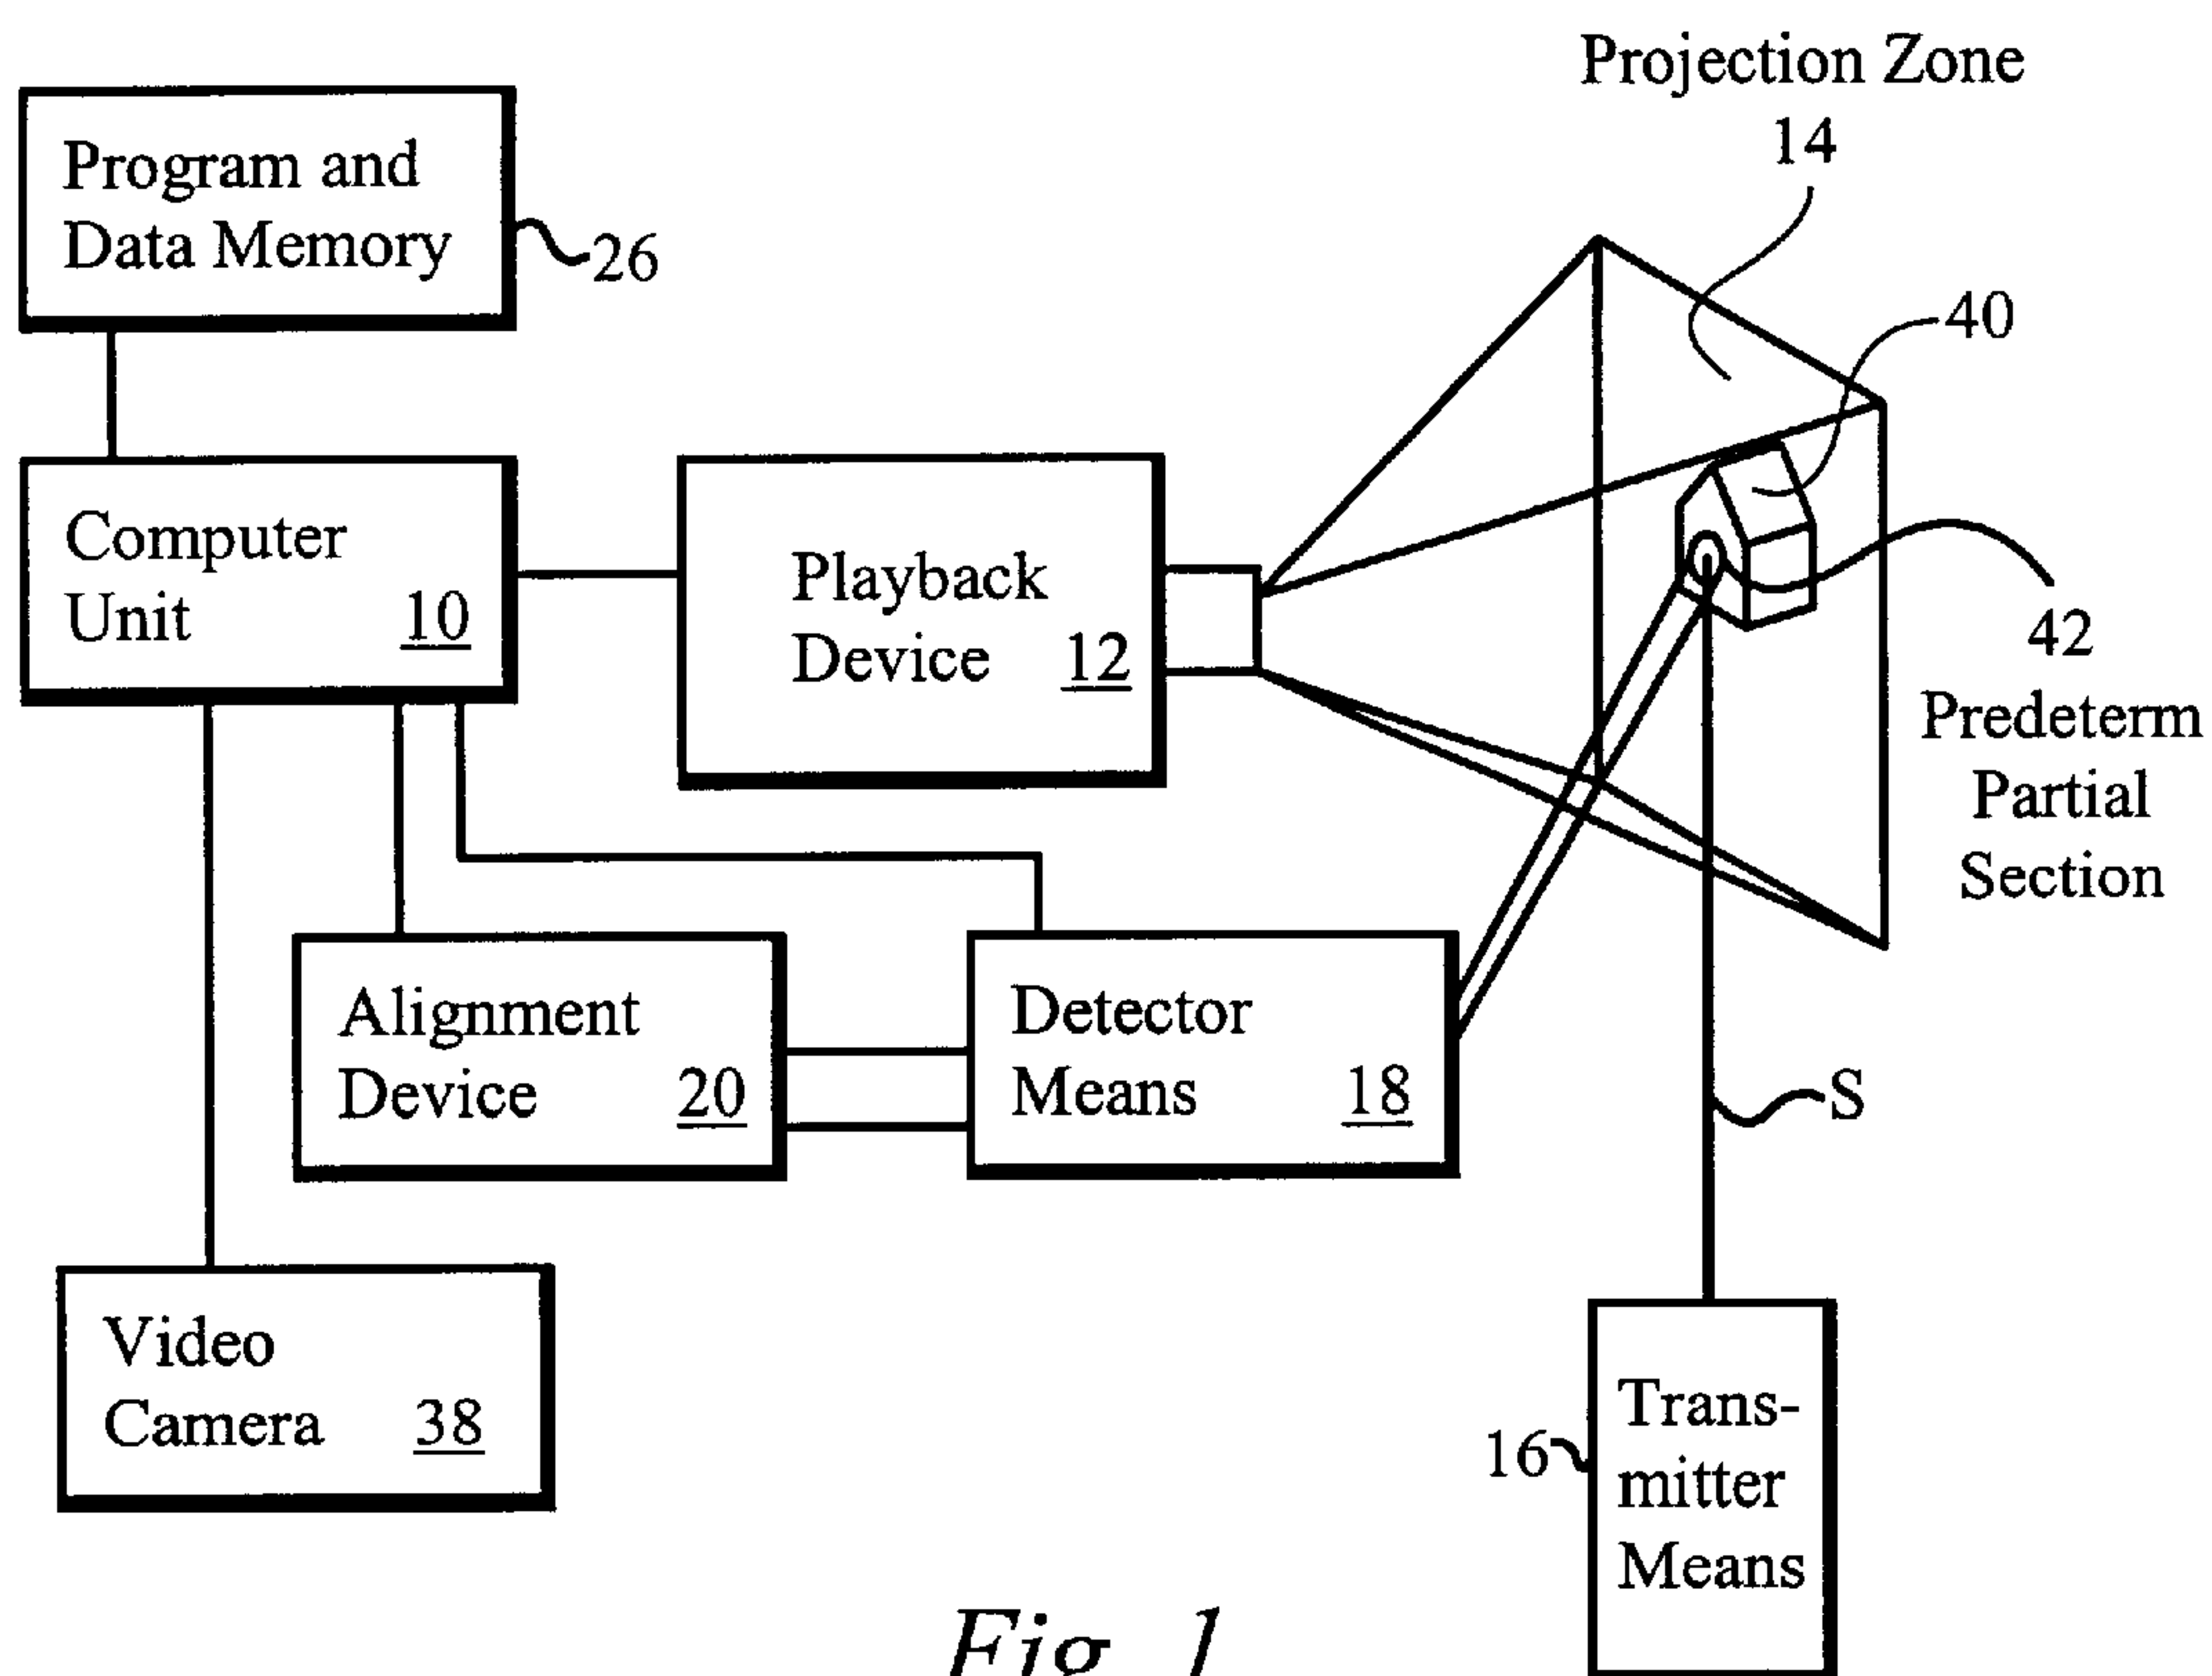 Projection Zone
14
Program and
Data Memory
26
40
Computer
Unit 10
Playback
Device 12
42
Predeterm
Partial
Section
Alignment
Device 20
Detector
Means 18
S
Video
Camera 38
16
Trans-
mitter
Means
Fig. 1